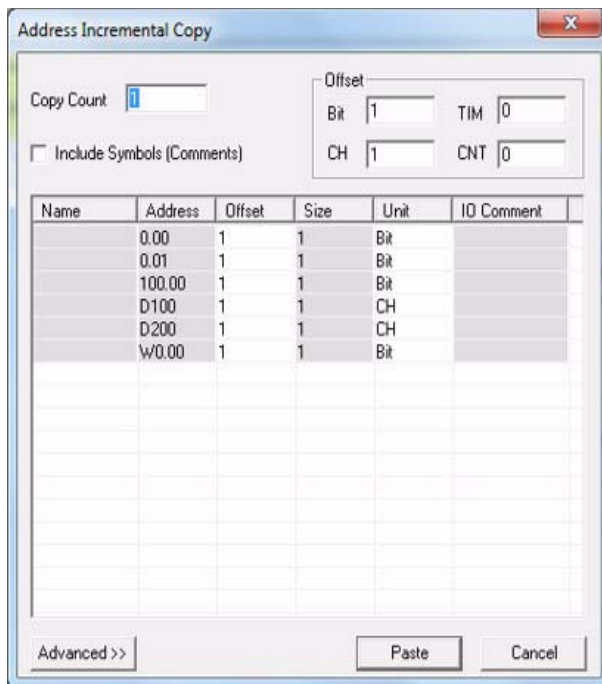 Address Incremental Copy
Copy Count 1
Include Symbols (Comments)
Offset
Bit 1 TIM 0
CH 1 CNT 0
Name Address Offset Size Unit IO Comment
0.00 1 1 Bit
0.01 1 1 Bit
100.00 1 1 Bit
D100 1 1 CH
D200 1 1 CH
W0.00 1 1 Bit
Advanced >> Paste Cancel